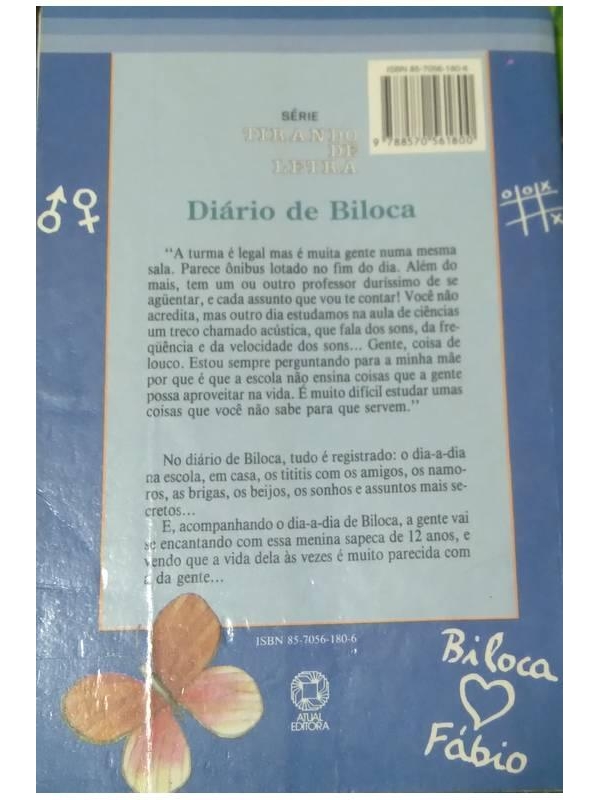 ISBN 85-7056-180-6
9 788570 561800
SÉRIE
TIRANDO
DE
LETRA
Diário de Biloca
"A turma é legal mas é muita gente numa mesma
sala. Parece ônibus lotado no fim do dia. Além do
mais, tem um ou outro professor duríssimo de se
agüentar, e cada assunto que vou te contar! Você não
acredita, mas outro dia estudamos na aula de ciências
um treco chamado acústica, que fala dos sons, da fre-
qüência e da velocidade dos sons... Gente, coisa de
louco. Estou sempre perguntando para a minha mãe
por que é que a escola não ensina coisas que a gente
possa aproveitar na vida. É muito difícil estudar umas
coisas que você não sabe para que servem."
No diário de Biloca, tudo é registrado: o dia-a-dia
na escola, em casa, os tititis com os amigos, os namo-
ros, as brigas, os beijos, os sonhos e assuntos mais se-
cretos...
E, acompanhando o dia-a-dia de Biloca, a gente vai
se encantando com essa menina sapeca de 12 anos, e
vendo que a vida dela às vezes é muito parecida com
a da gente...
ISBN 85-7056-180-6
ATUAL
EDITORA
Biloca
Fábio